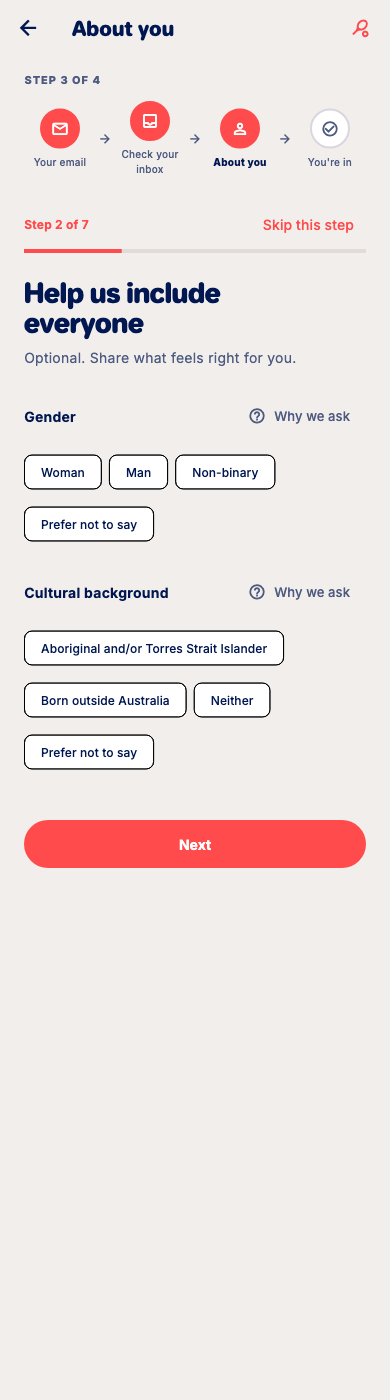 About you
STEP 3 OF 4
Your email
Check your
inbox
About you
You're in
Step 2 of 7
Skip this step
Help us include
everyone
Optional. Share what feels right for you.
Gender
Why we ask
Woman
Man
Non-binary
Prefer not to say
Cultural background
Why we ask
Aboriginal and/or Torres Strait Islander
Born outside Australia
Neither
Prefer not to say
Next